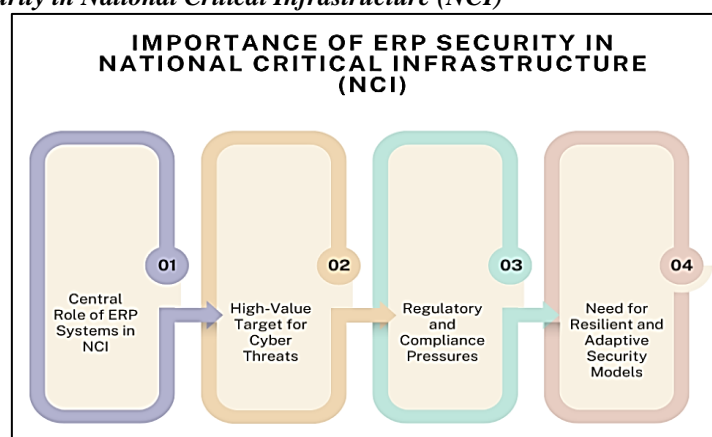 in National Critical Infrastructure (NCI)
IMPORTANCE OF ERP SECURITY IN
NATIONAL CRITICAL INFRASTRUCTURE
(NCI)
01
Central
Role of ERP
Systems in
NCI
02
High-Value
Target for
Cyber
Threats
03
Regulatory
and
Compliance
Pressures
04
Need for
Resilient and
Adaptive
Security
Models